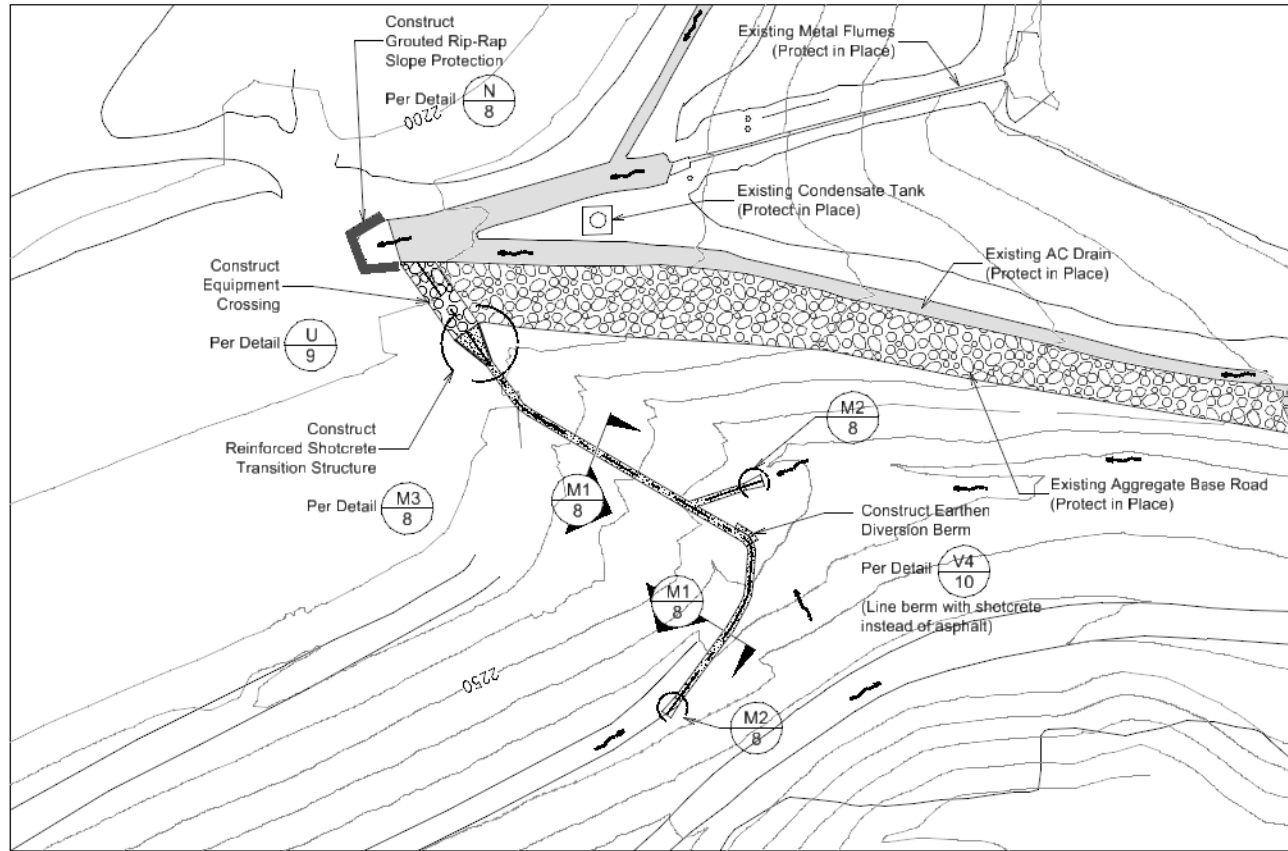 Construct
Grouted Rip-Rap
Slope Protection
Per Detail N
8
2200
Existing Metal Flumes
(Protect in Place)
Existing Condensate Tank
(Protect in Place)
Existing AC Drain
(Protect in Place)
Construct
Equipment
Crossing
Per Detail U
9
Construct
Reinforced Shotcrete
Transition Structure
Per Detail M3
8
M1
8
M2
8
Existing Aggregate Base Road
(Protect in Place)
Construct Earthen
Diversion Berm
Per Detail V4
10
(Line berm with shotcrete
instead of asphalt)
M1
8
2250
M2
8